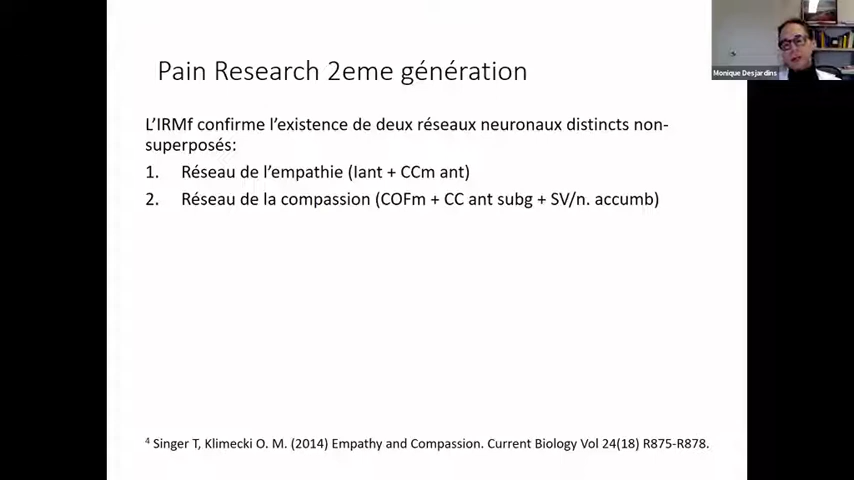 Pain Research 2eme génération
Monique Desjardins
L'IRMf confirme l'existence de deux réseaux neuronaux distincts non-
superposés:
1. Réseau de l'empathie (Iant + CCm ant)
2. Réseau de la compassion (COFm + CC ant subg + SV/n. accumb)
4 Singer T, Klimecki O. M. (2014) Empathy and Compassion. Current Biology Vol 24(18) R875-R878.